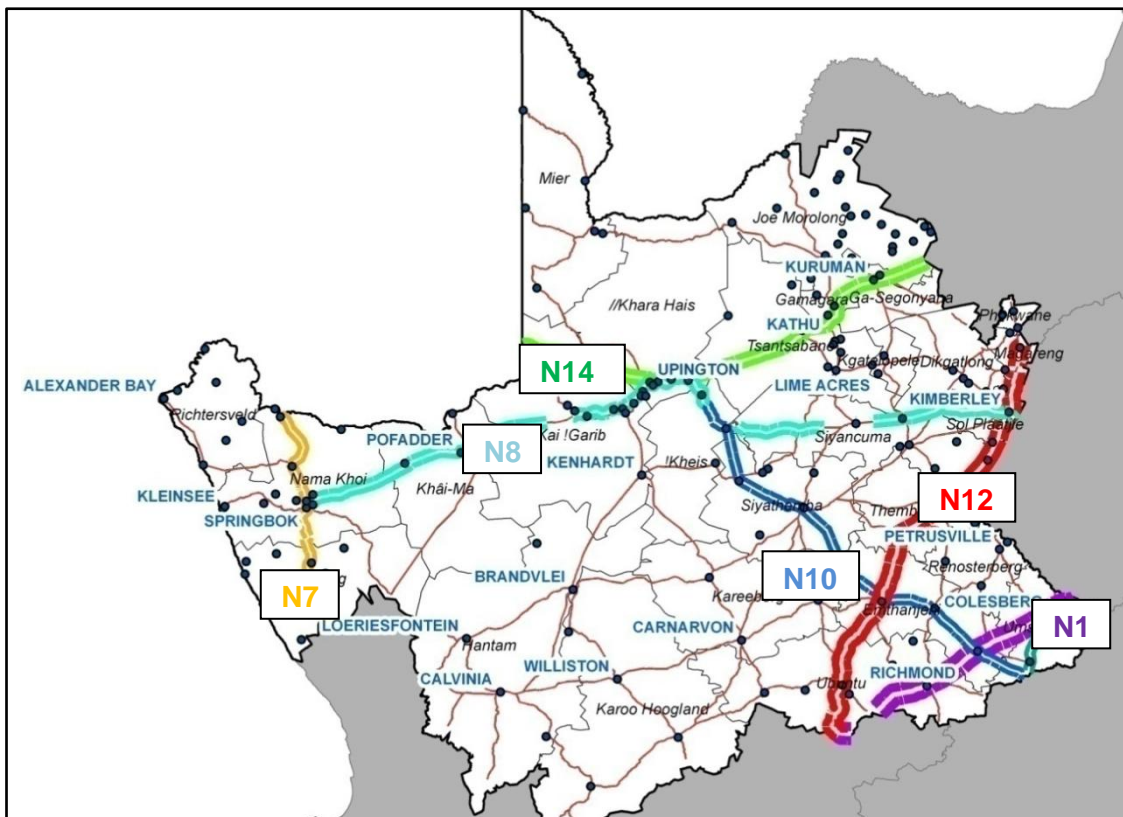 Mier
Joe Morolong
KURUMAN
//Khara Hais
Gamagara
Ga-Segonyana
KATHU
Phokwane
Tsantsabane
Kgatelopele
Dikgatlong
Magareng
N14
UPINGTON
LIME ACRES
ALEXANDER BAY
KIMBERLEY
Richtersveld
Sol Plaatje
POFADDER
N8
Kai !Garib
Siyancuma
KENHARDT
!Kheis
Nama Khoi
Khâi-Ma
KLEINSEE
N12
Siyathemba
SPRINGBOK
PETRUSVILLE
Renosterberg
N10
BRANDVLEI
N7
Kareeberg
Emthanjeni
COLESBERG
LOERIESFONTEIN
CARNARVON
N1
Hantam
WILLISTON
RICHMOND
CALVINIA
Ubuntu
Karoo Hoogland